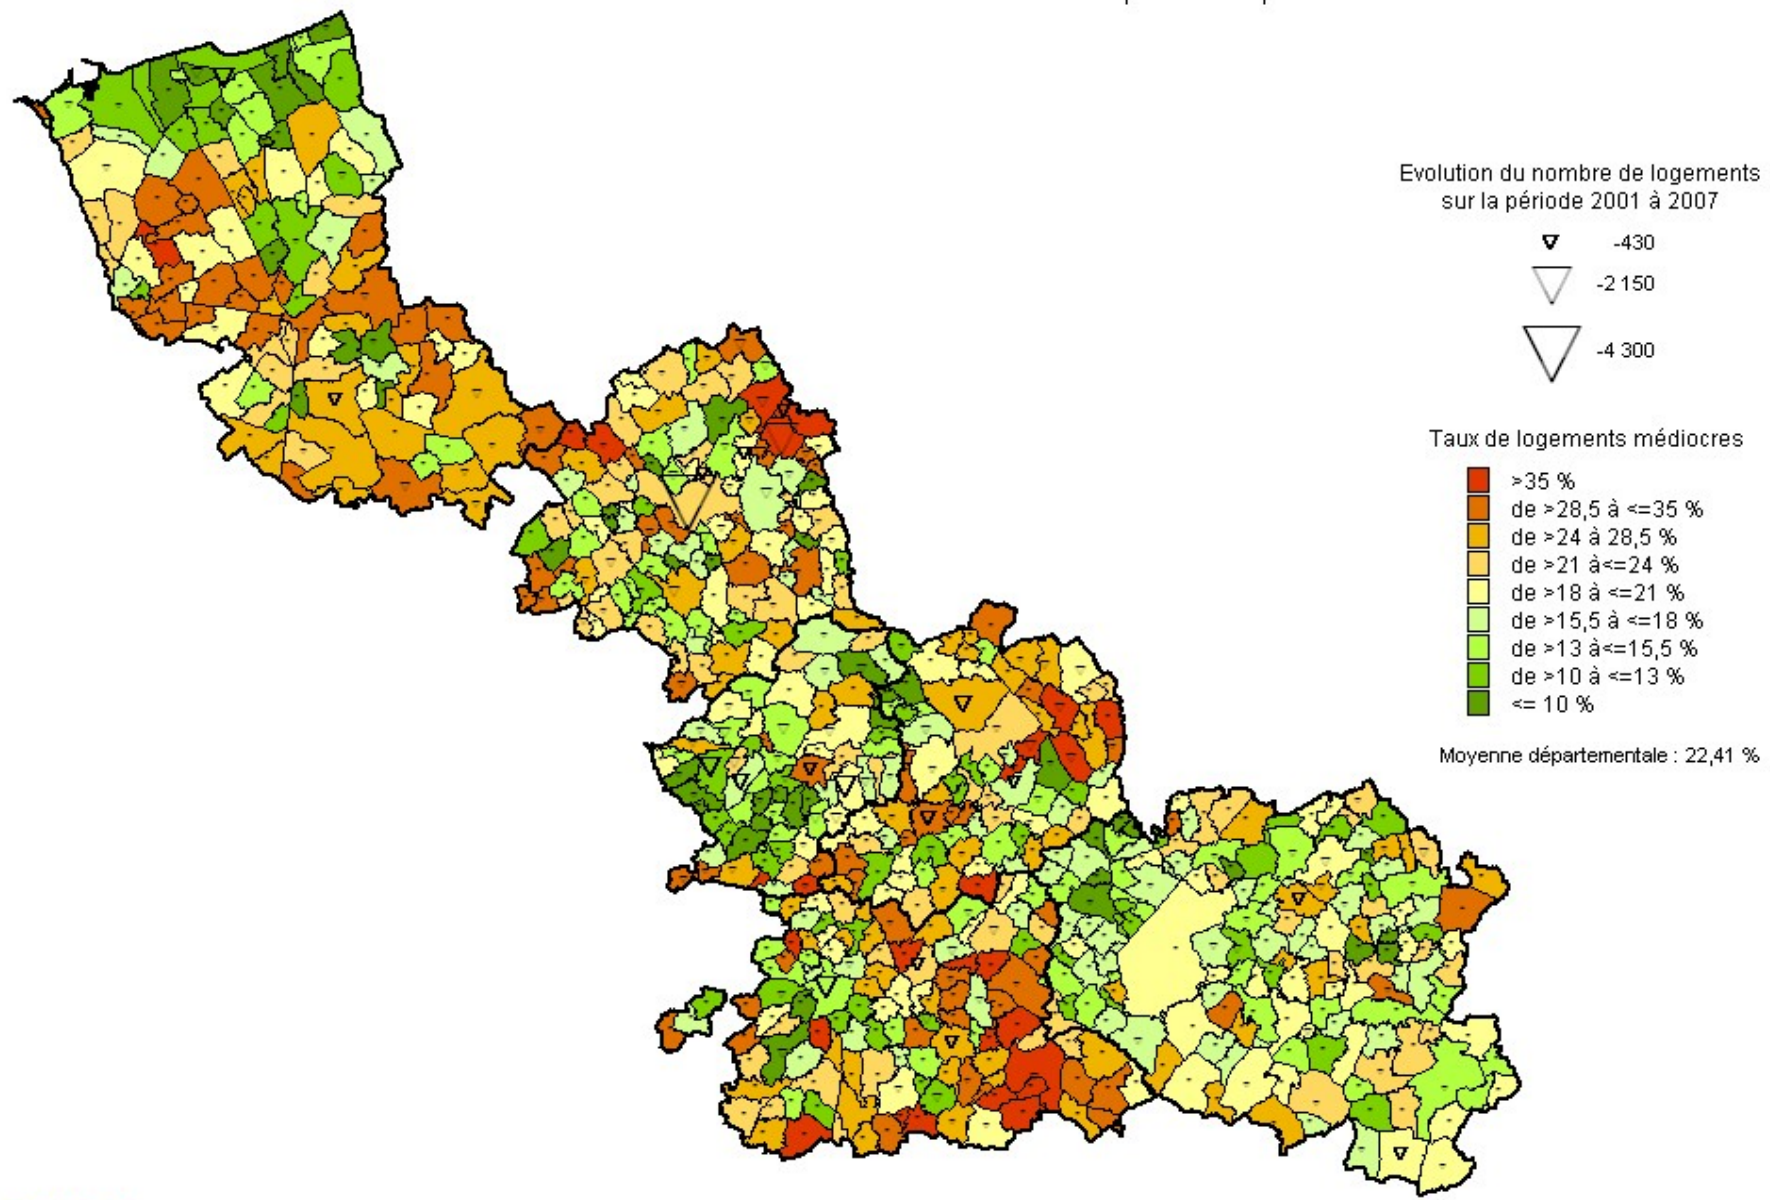 Evolution du nombre de logements
sur la période 2001 à 2007
-430
-2 150
-4 300
Taux de logements médiocres
>35 %
de >28,5 à <=35 %
de >24 à 28,5 %
de >21 à<=24 %
de >18 à <=21 %
de >15,5 à <=18 %
de >13 à<=15,5 %
de >10 à <=13 %
<= 10 %
Moyenne départementale : 22,41 %